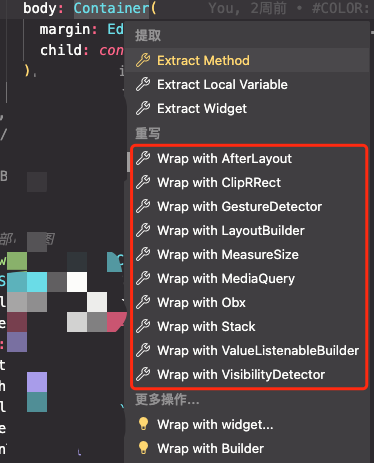 body: Container(
You, 2周前 • #COLOR:
margin: Ed
child: con
),
提取
Extract Method
Extract Local Variable
Extract Widget
重写
Wrap with AfterLayout
Wrap with ClipRRect
Wrap with GestureDetector
Wrap with LayoutBuilder
Wrap with MeasureSize
Wrap with MediaQuery
Wrap with Obx
Wrap with Stack
Wrap with ValueListenableBuilder
Wrap with VisibilityDetector
更多操作...
Wrap with widget...
Wrap with Builder